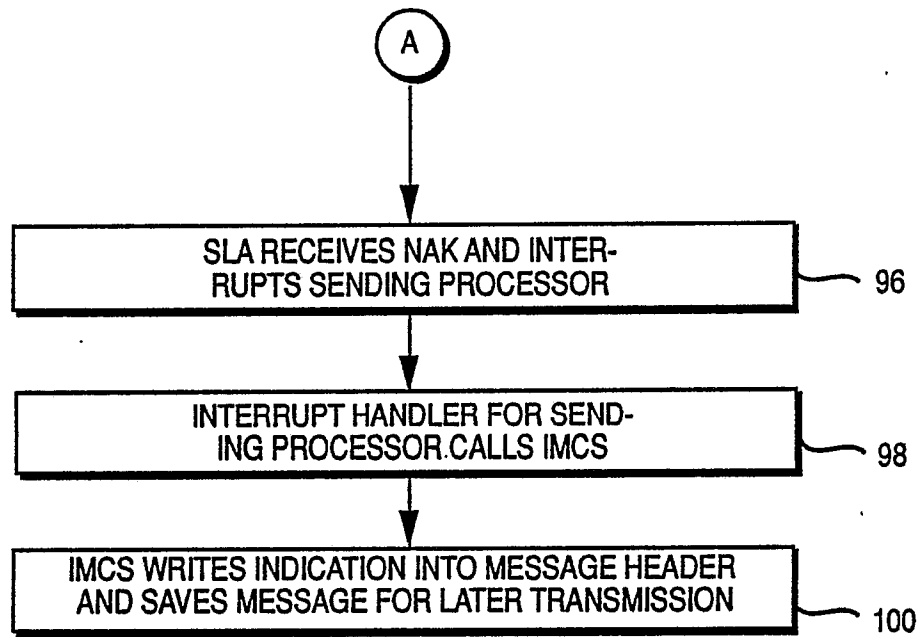 A
SLA RECEIVES NAK AND INTER-
RUPTS SENDING PROCESSOR
96
INTERRUPT HANDLER FOR SEND-
ING PROCESSOR.CALLS IMCS
98
IMCS WRITES INDICATION INTO MESSAGE HEADER
AND SAVES MESSAGE FOR LATER TRANSMISSION
100